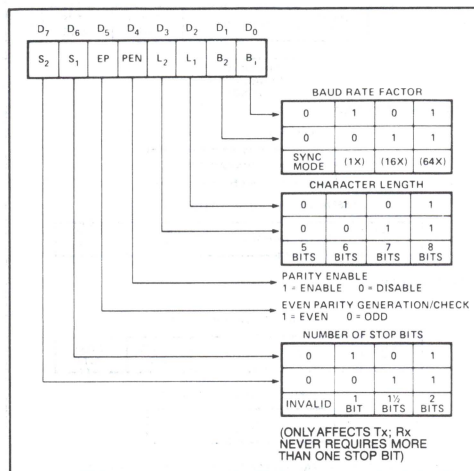 D7 D6 D5 D4 D3 D2 D1 D0
S2 S1 EP PEN L2 L1 B2 B1
BAUD RATE FACTOR
0 1 0 1
0 0 1 1
SYNC MODE (1X) (16X) (64X)
CHARACTER LENGTH
0 1 0 1
0 0 1 1
5 BITS 6 BITS 7 BITS 8 BITS
PARITY ENABLE
1 = ENABLE 0 = DISABLE
EVEN PARITY GENERATION/CHECK
1 = EVEN 0 = ODD
NUMBER OF STOP BITS
0 1 0 1
0 0 1 1
INVALID 1 BIT 1½ BITS 2 BITS
(ONLY AFFECTS Tx; Rx
NEVER REQUIRES MORE
THAN ONE STOP BIT)